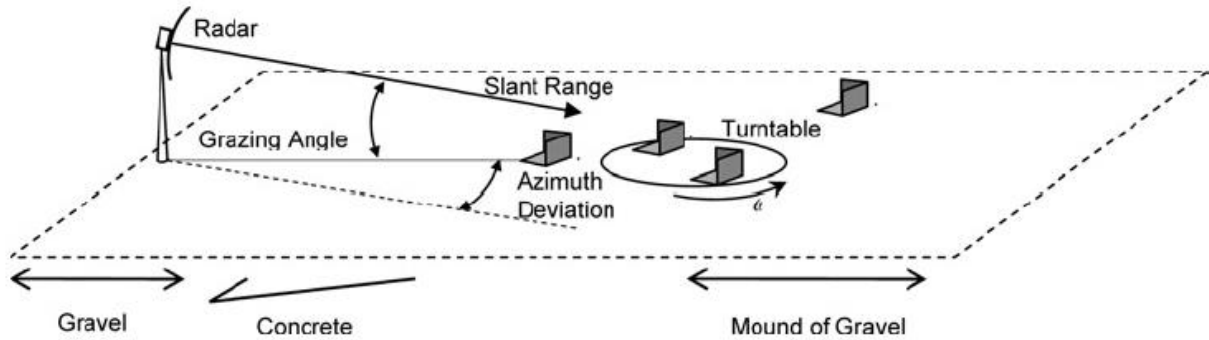 Radar
Slant Range
Grazing Angle
Turntable
Azimuth
Deviation
α̇
Gravel
Concrete
Mound of Gravel